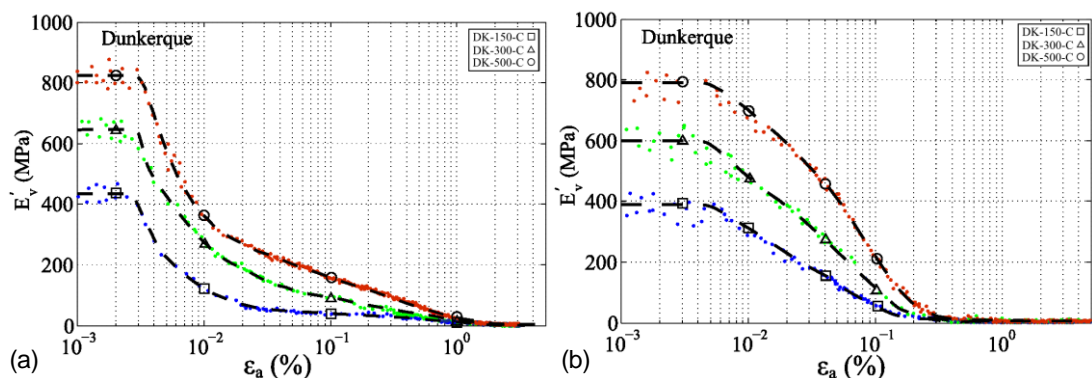 1000
800
600
400
200
0
E'v (MPa)
Dunkerque
DK-150-C
DK-300-C
DK-500-C
10⁻³ 10⁻² 10⁻¹ 10⁰
εa (%)
(a)
1000
800
600
400
200
0
E'v (MPa)
Dunkerque
DK-150-C
DK-300-C
DK-500-C
10⁻³ 10⁻² 10⁻¹ 10⁰
εa (%)
(b)